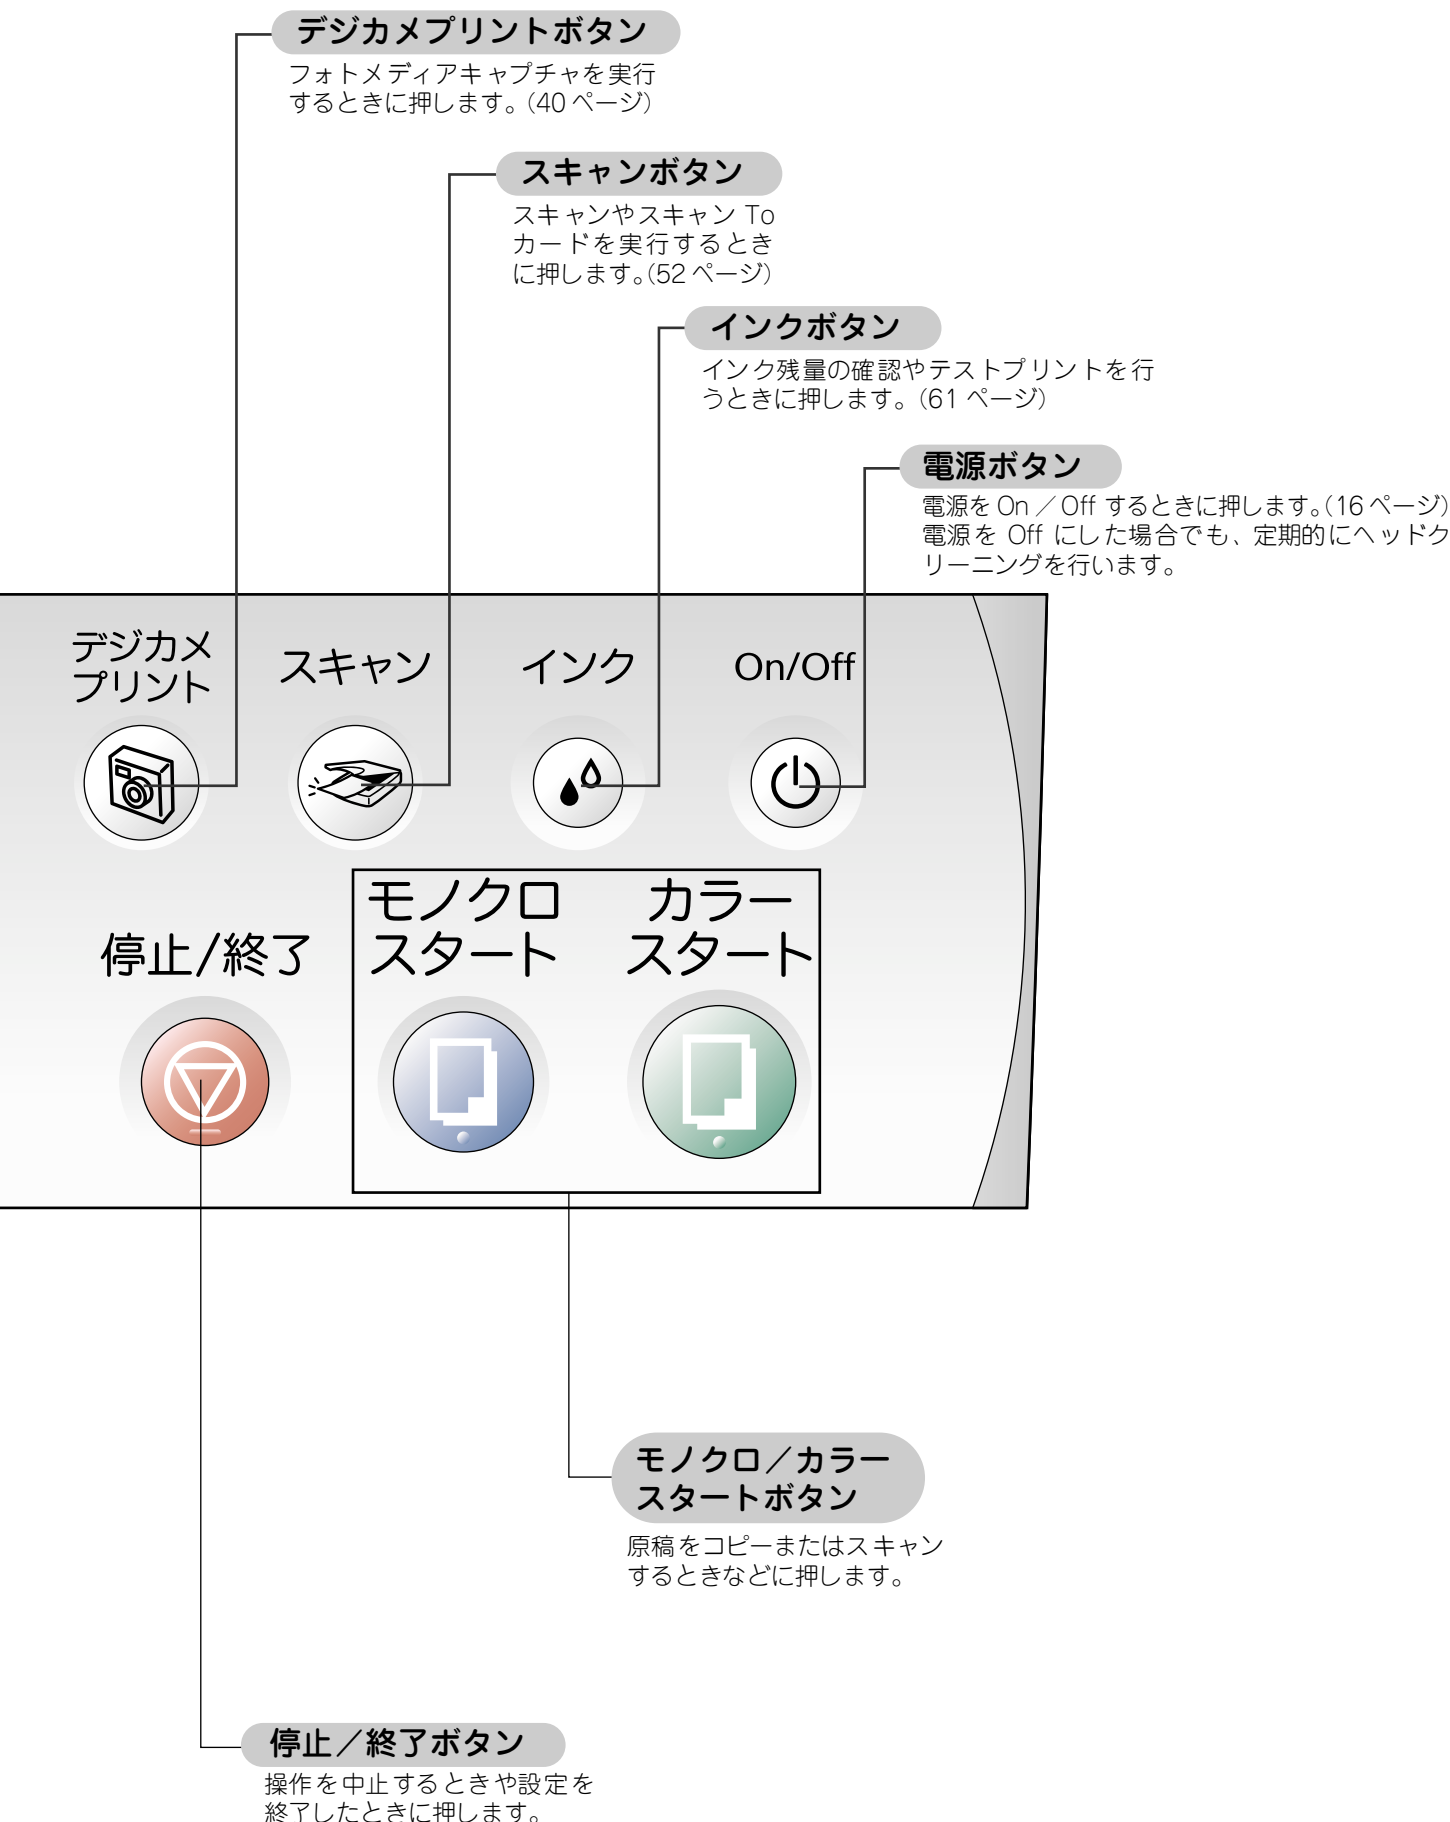 デジカメプリントボタン
フォトメディアキャプチャを実行
するときに押します。（40 ページ）
スキャンボタン
スキャンやスキャン To
カードを実行するとき
に押します。（52 ページ）
インクボタン
インク残量の確認やテストプリントを行
うときに押します。（61 ページ）
電源ボタン
電源を On ／ Off するときに押します。（16 ページ）
電源を Off にした場合でも、定期的にヘッドク
リーニングを行います。
デジカメ
プリント
スキャン
インク
On/Off
停止/終了
モノクロ
スタート
カラー
スタート
モノクロ／カラー
スタートボタン
原稿をコピーまたはスキャン
するときなどに押します。
停止／終了ボタン
操作を中止するときや設定を
終了したときに押します。